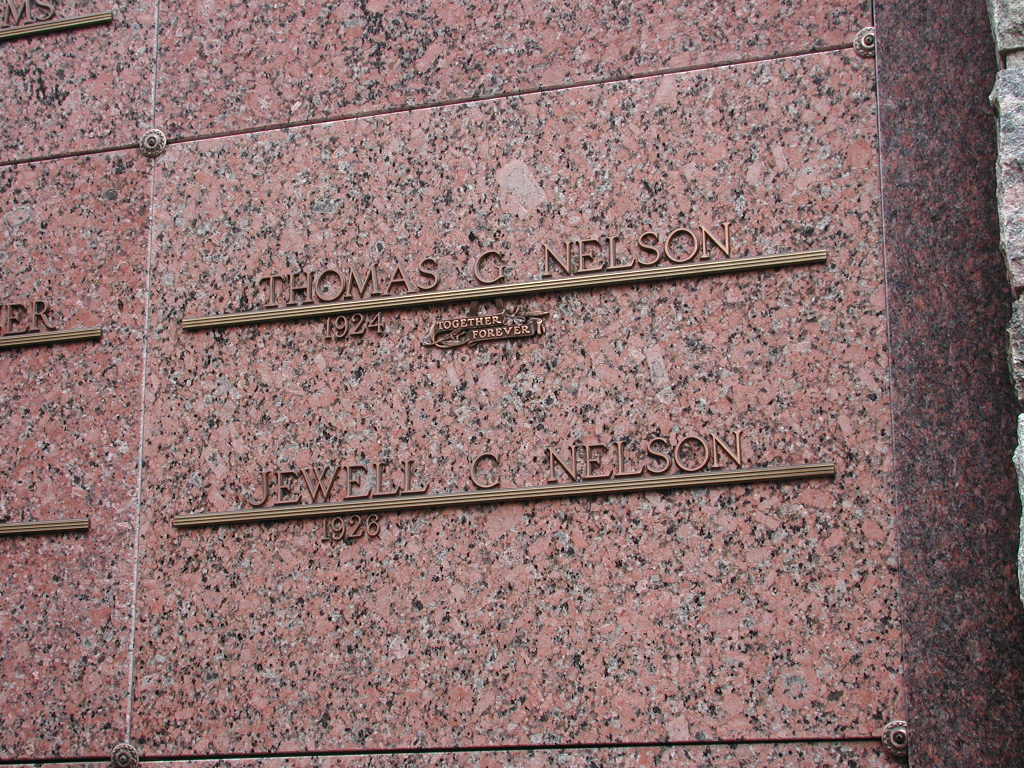 THOMAS G NELSON
1924
TOGETHER
FOREVER
JEWELL C NELSON
1926